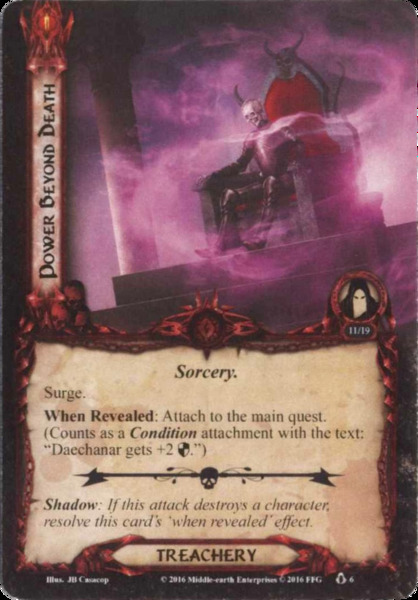 POWER BEYOND DEATH
11/19
Sorcery.
Surge.
When Revealed: Attach to the main quest.
(Counts as a Condition attachment with the text:
“Daechanar gets +2 .”)
Shadow: If this attack destroys a character,
resolve this card's ‘when revealed’ effect.
TREACHERY
Illus. JB Casacop
© 2016 Middle-earth Enterprises © 2016 FFG
6